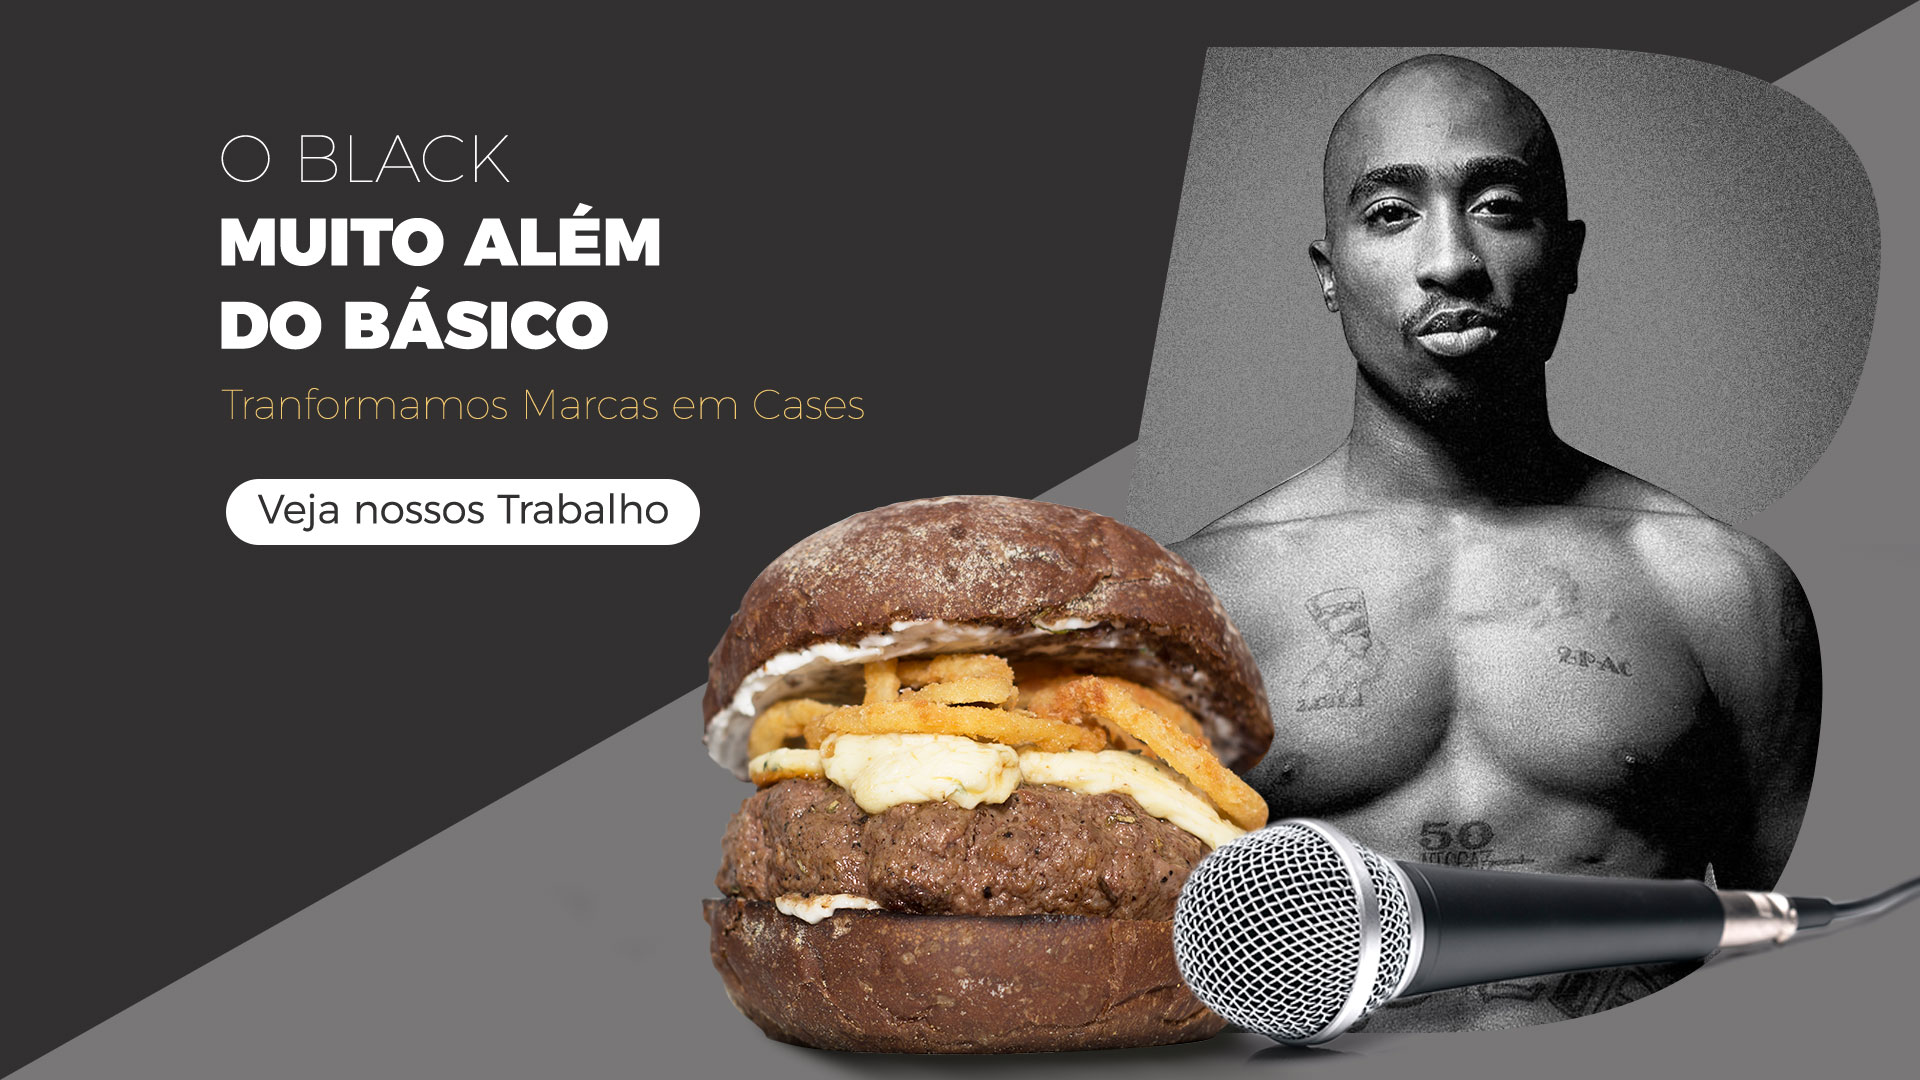 O BLACK
MUITO ALÉM
DO BÁSICO
Tranformamos Marcas em Cases
Veja nossos Trabalho
2PAC
50